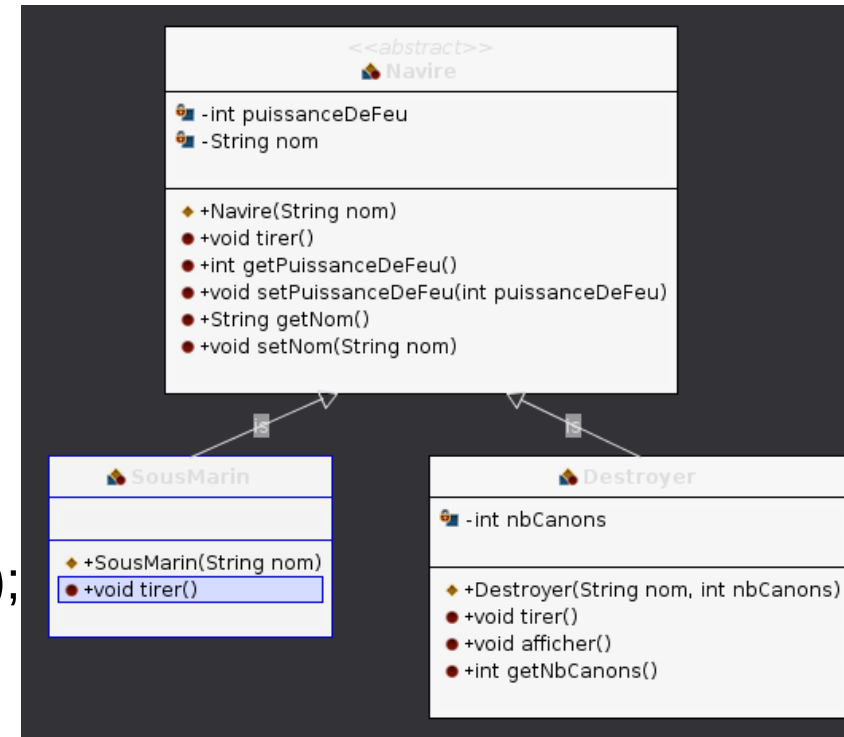 <<abstract>>
Navire
-int puissanceDeFeu
-String nom
+Navire(String nom)
+void tirer()
+int getPuissanceDeFeu()
+void setPuissanceDeFeu(int puissanceDeFeu)
+String getNom()
+void setNom(String nom)
is
is
SousMarin
+SousMarin(String nom)
+void tirer()
);
Destroyer
-int nbCanons
+Destroyer(String nom, int nbCanons)
+void tirer()
+void afficher()
+int getNbCanons()